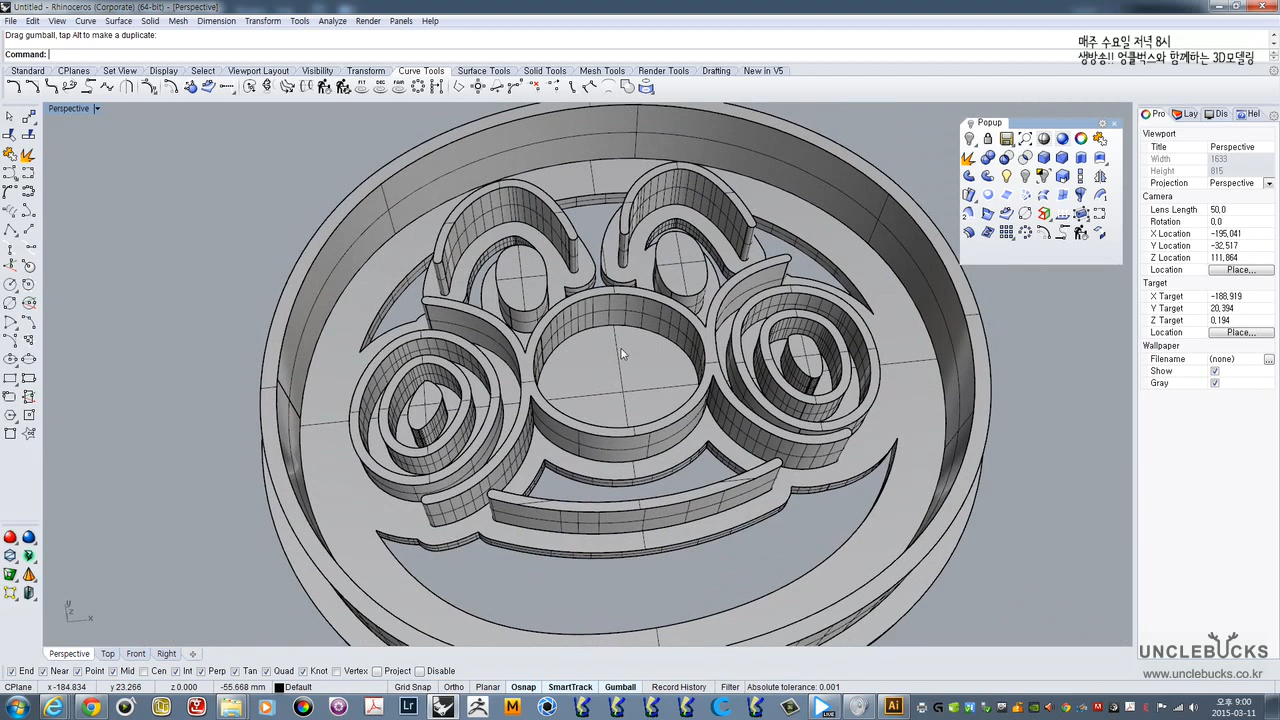 Untitled - Rhinoceros (Corporate) (64-bit) - [Perspective]
File Edit View Curve Surface Solid Mesh Dimension Transform Tools Analyze Render Panels Help
Drag gumball, tap Alt to make a duplicate:
Command:
매주 수요일 저녁 8시
생방송!! 엉클벅스와 함께하는 3D모델링
Standard CPlanes Set View Display Select Viewport Layout Visibility Transform Curve Tools Surface Tools Solid Tools Mesh Tools Render Tools Drafting New in V5
Perspective
Popup
Pro Lay Dis Hel
Viewport
Title Perspective
Width 1633
Height 815
Projection Perspective
Camera
Lens Length 50,0
Rotation 0,0
X Location -195,041
Y Location -32,517
Z Location 111,864
Location Place...
Target
X Target -188,919
Y Target 20,394
Z Target 0,194
Location Place...
Wallpaper
Filename (none)
Show
Gray
y
z
x
Perspective Top Front Right
End Near Point Mid Cen Int Perp Tan Quad Knot Vertex Project Disable
UNCLEBUCKS
www.unclebucks.co.kr
CPlane x -184.834 y 23.266 z 0.000 -55.668 mm Default Grid Snap Ortho Planar Osnap SmartTrack Gumball Record History Filter Absolute tolerance: 0.001
Lr
Ai
오후 9:00
2015-03-11